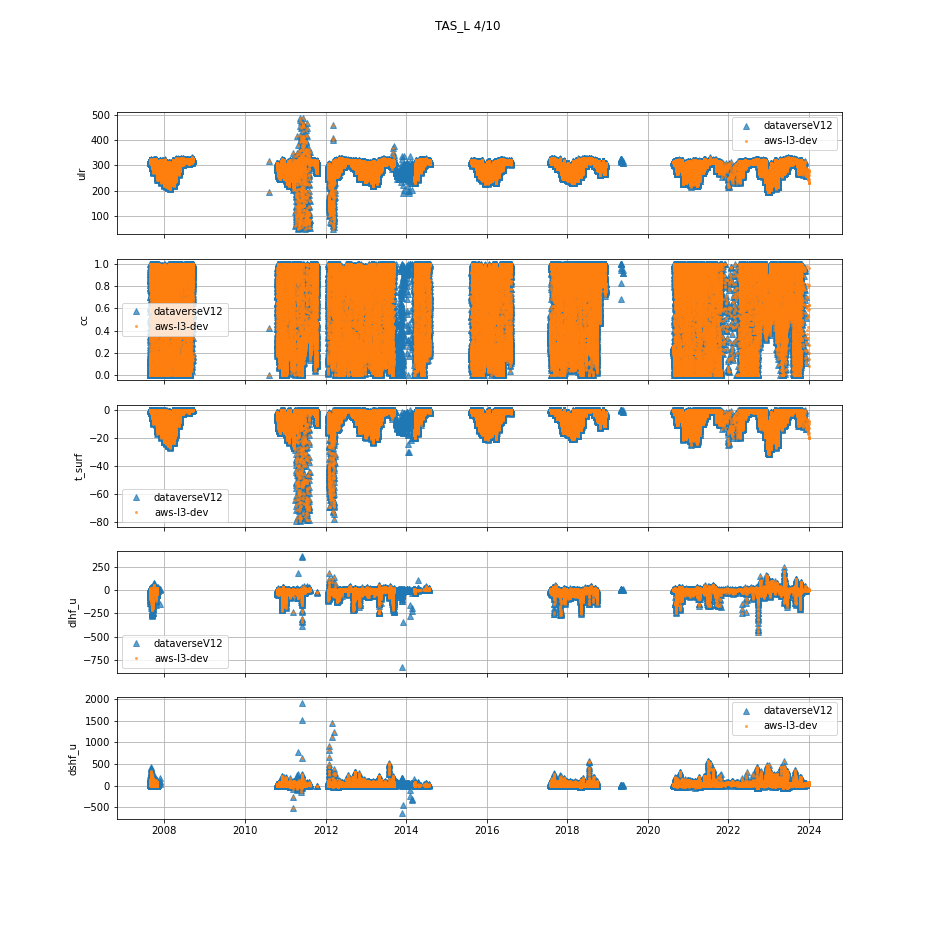 TAS_L 4/10
500
400
300
200
100
ulr
dataverseV12
aws-l3-dev
1.0
0.8
0.6
0.4
0.2
0.0
cc
dataverseV12
aws-l3-dev
0
−20
−40
−60
−80
t_surf
dataverseV12
aws-l3-dev
250
0
−250
−500
−750
dlhf_u
dataverseV12
aws-l3-dev
2000
1500
1000
500
0
−500
dshf_u
dataverseV12
aws-l3-dev
2008 2010 2012 2014 2016 2018 2020 2022 2024